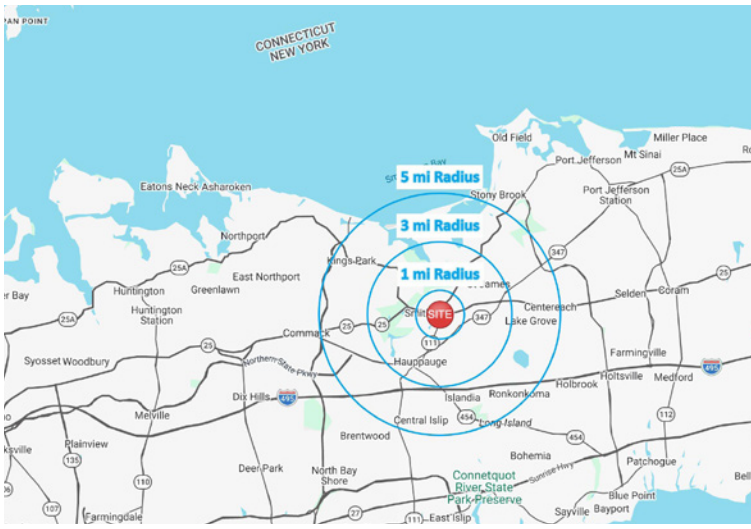 PAN POINT
CONNECTICUT
NEW YORK
Old Field
Miller Place
Port Jefferson
Mt Sinai
25A
5 mi Radius
Eatons Neck Asharoken
Stony Brook
Port Jefferson
Station
Northport
3 mi Radius
Kings Park
347
25A
East Northport
1 mi Radius
Huntington
Greenlawn
25
Coram
Selden
Centereach
Huntington
Station
SITE
25A
25
25
347
Lake Grove
Commack
111
25
Syosset Woodbury
Northern State Pkwy
Hauppauge
Farmingville
495
Holtsville
Medford
Holbrook
Ronkonkoma
Dix Hills
495
Islandia
Melville
454
112
Central Islip
Long Island
Plainview
Brentwood
454
135
Bohemia
Patchogue
Deer Park
North Bay
Shore
Connetquot
River State
Park Preserve
Sunrise Hwy
110
Blue Point
Bayport
Sayville
107
27
East Islip
Farmingdale